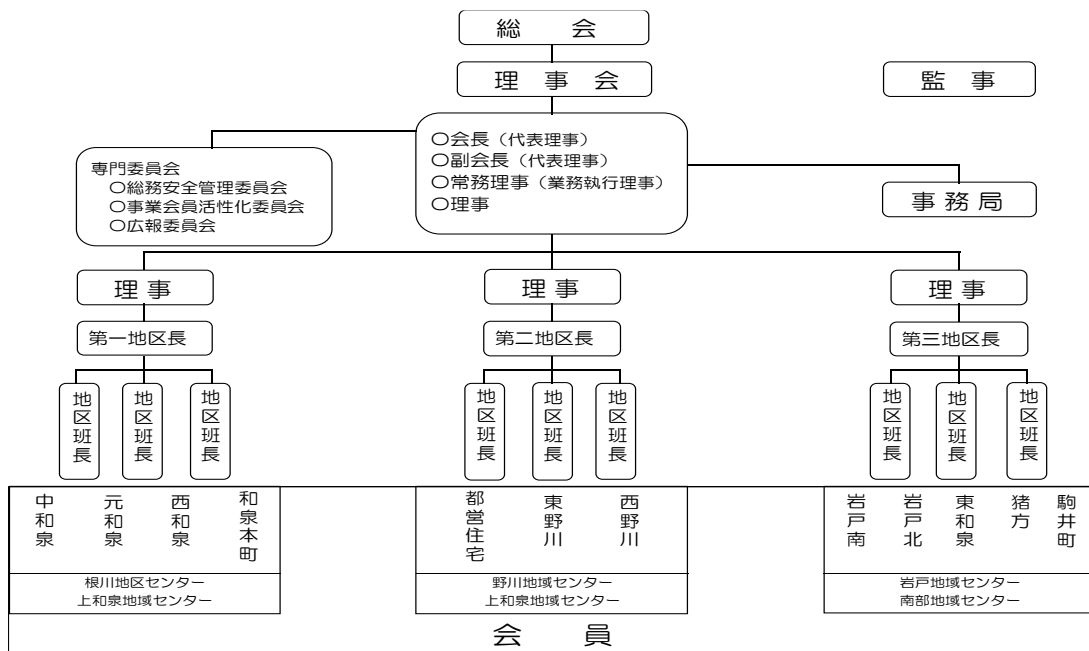 総　会
理　事　会
監　事
〇会長（代表理事）
〇副会長（代表理事）
〇常務理事（業務執行理事）
〇理事
専門委員会
〇総務安全管理委員会
〇事業会員活性化委員会
〇広報委員会
事務局
理事
理事
理事
第一地区長
第二地区長
第三地区長
地区班長
地区班長
地区班長
地区班長
地区班長
地区班長
地区班長
地区班長
地区班長
中和泉
元和泉
西和泉
和泉本町
都営住宅
東野川
西野川
岩戸南
岩戸北
東和泉
猪方
駒井町
根川地区センター
上和泉地域センター
野川地域センター
上和泉地域センター
岩戸地域センター
南部地域センター
会　員